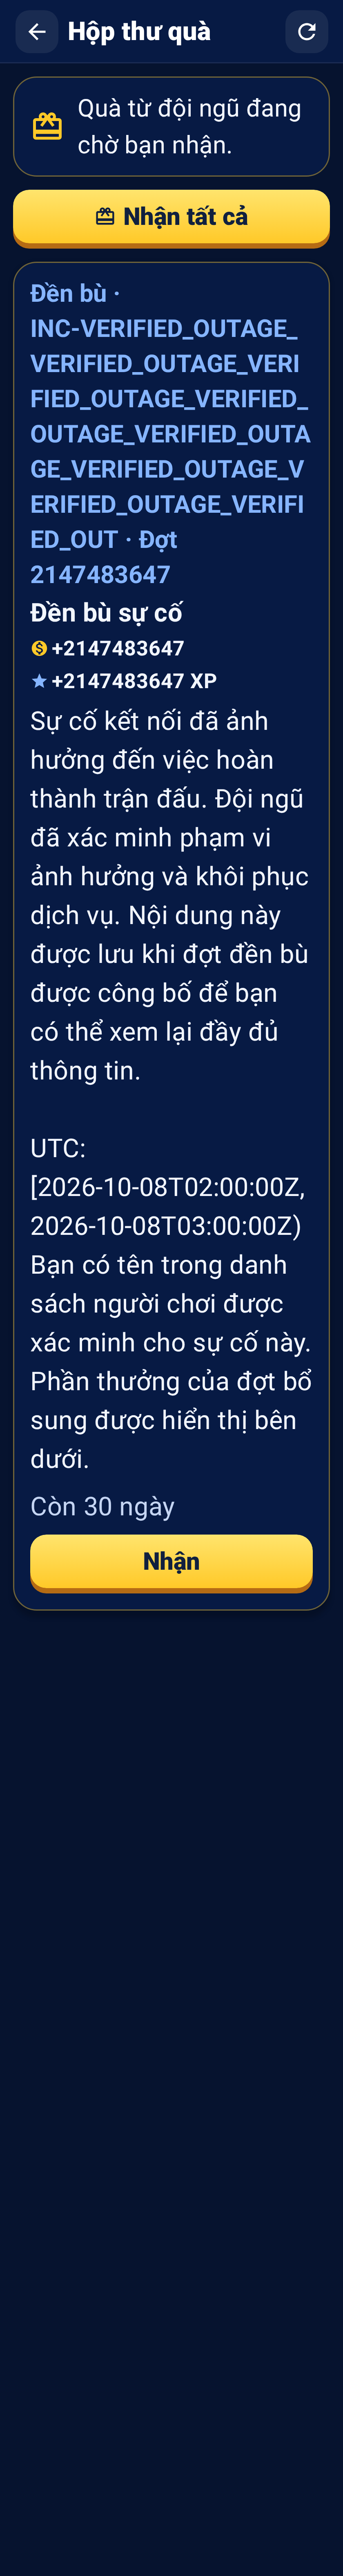 Hộp thư quà
Quà từ đội ngũ đang
chờ bạn nhận.
Nhận tất cả
Đền bù ·
INC-VERIFIED_OUTAGE_
VERIFIED_OUTAGE_VERI
FIED_OUTAGE_VERIFIED_
OUTAGE_VERIFIED_OUTA
GE_VERIFIED_OUTAGE_V
ERIFIED_OUTAGE_VERIFI
ED_OUT · Đợt
2147483647
Đền bù sự cố
+2147483647
+2147483647 XP
Sự cố kết nối đã ảnh
hưởng đến việc hoàn
thành trận đấu. Đội ngũ
đã xác minh phạm vi
ảnh hưởng và khôi phục
dịch vụ. Nội dung này
được lưu khi đợt đền bù
được công bố để bạn
có thể xem lại đầy đủ
thông tin.
UTC:
[2026-10-08T02:00:00Z,
2026-10-08T03:00:00Z)
Bạn có tên trong danh
sách người chơi được
xác minh cho sự cố này.
Phần thưởng của đợt bổ
sung được hiển thị bên
dưới.
Còn 30 ngày
Nhận